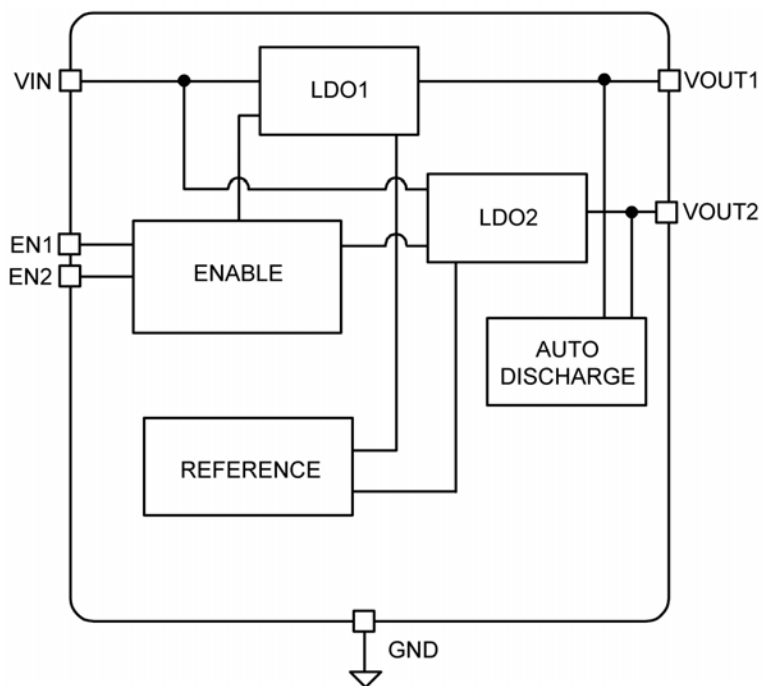 VIN
LDO1
VOUT1
LDO2
VOUT2
EN1
EN2
ENABLE
AUTO
DISCHARGE
REFERENCE
GND